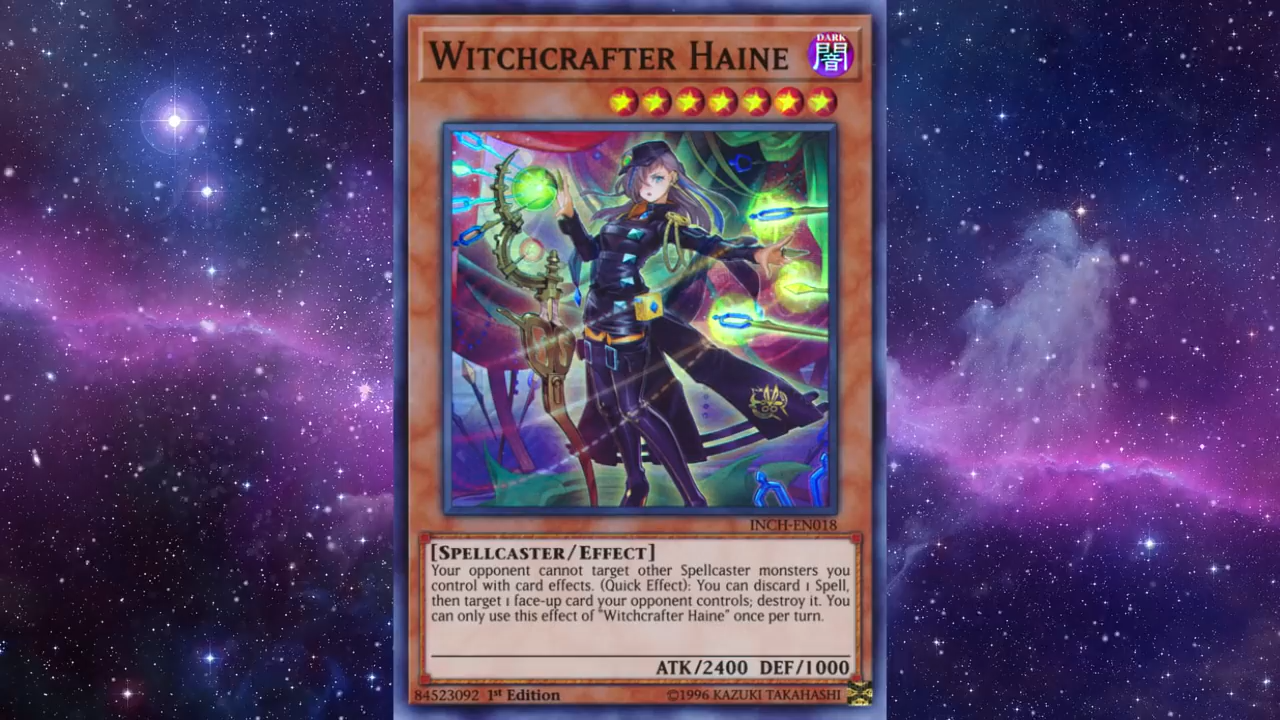 WITCHCRAFTER HAINE
DARK
闇
INCH-EN018
[SPELLCASTER/EFFECT]
Your opponent cannot target other Spellcaster monsters you
control with card effects. (Quick Effect): You can discard 1 Spell,
then target 1 face-up card your opponent controls; destroy it. You
can only use this effect of "Witchcrafter Haine" once per turn.
ATK/2400 DEF/1000
84523092 1st Edition
©1996 KAZUKI TAKAHASHI